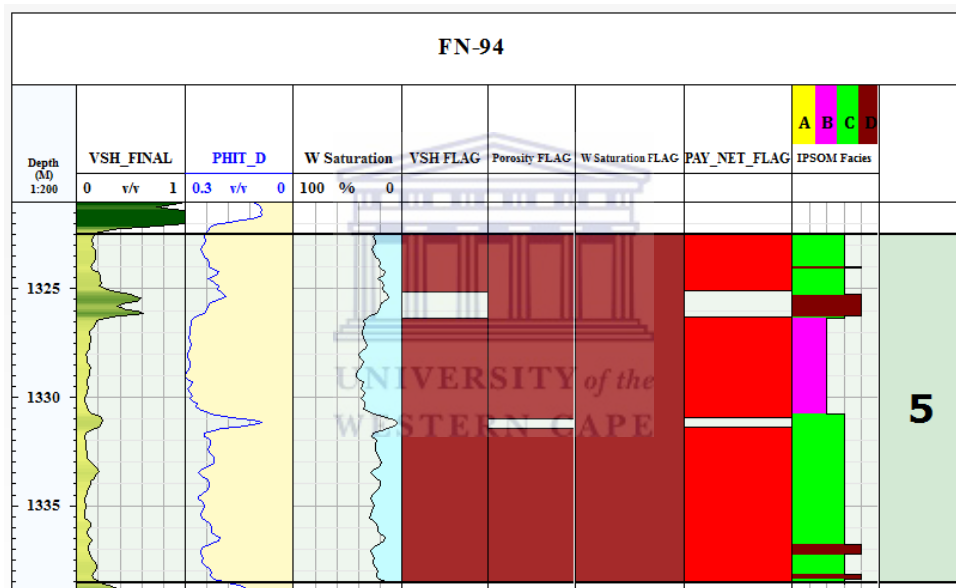 FN-94
A B C D
Depth (M) 1:200 VSH_FINAL PHIT_D W Saturation VSH FLAG Porosity FLAG W Saturation FLAG PAY_NET_FLAG IPSOM Facies
0 v/v 1 0.3 v/v 0 100 % 0
1325
1330
UNIVERSITY of the
5
WESTERN CAPE
1335